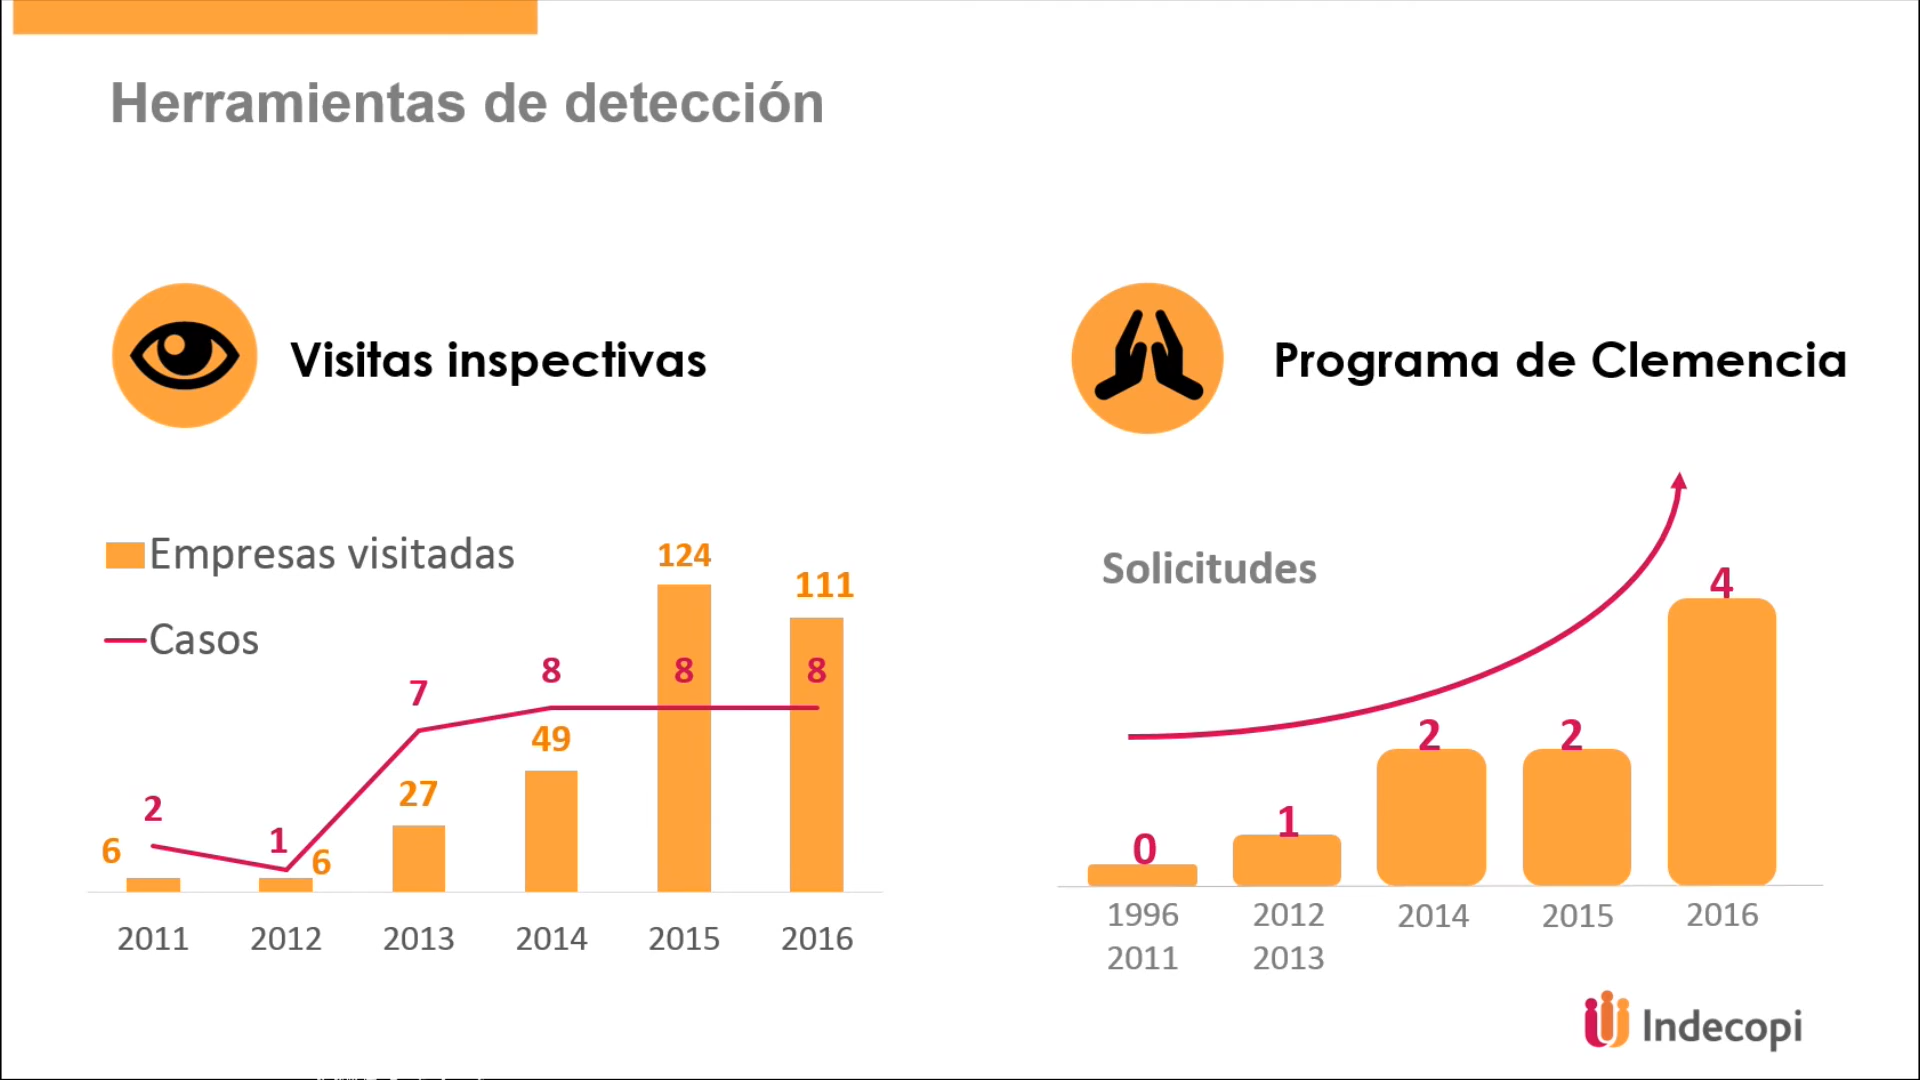 Herramientas de detección
Visitas inspectivas
Empresas visitadas
Casos
124
111
8
8
8
7
49
27
2
1
6
6
2011 2012 2013 2014 2015 2016
Programa de Clemencia
Solicitudes
4
2
2
1
0
1996 2012 2014 2015 2016
2011 2013
Indecopi